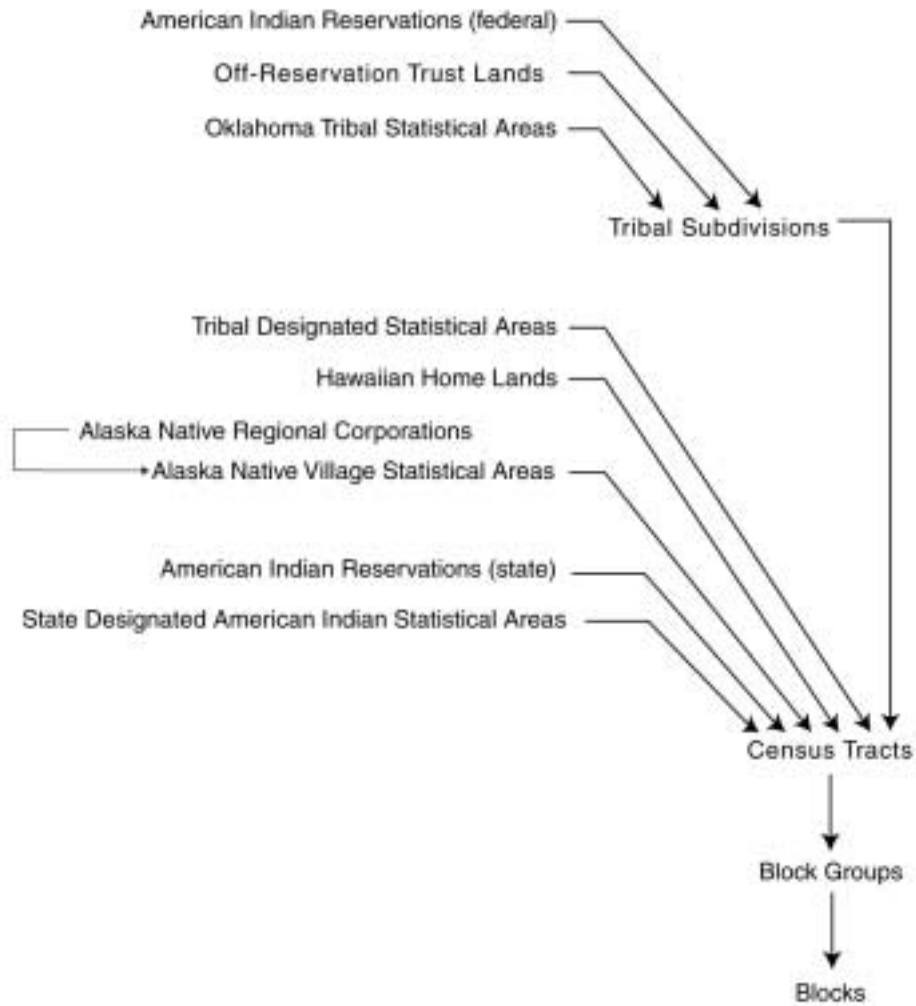 American Indian Reservations (federal)
Off-Reservation Trust Lands
Oklahoma Tribal Statistical Areas
Tribal Subdivisions
Tribal Designated Statistical Areas
Hawaiian Home Lands
Alaska Native Regional Corporations
Alaska Native Village Statistical Areas
American Indian Reservations (state)
State Designated American Indian Statistical Areas
Census Tracts
Block Groups
Blocks